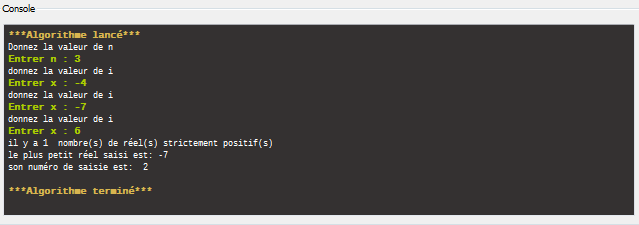 Console
***Algorithme lancé***
Donnez la valeur de n
Entrer n : 3
donnez la valeur de i
Entrer x : -4
donnez la valeur de i
Entrer x : -7
donnez la valeur de i
Entrer x : 6
il y a 1  nombre(s) de réel(s) strictement positif(s)
le plus petit réel saisi est: -7
son numéro de saisie est:  2
***Algorithme terminé***